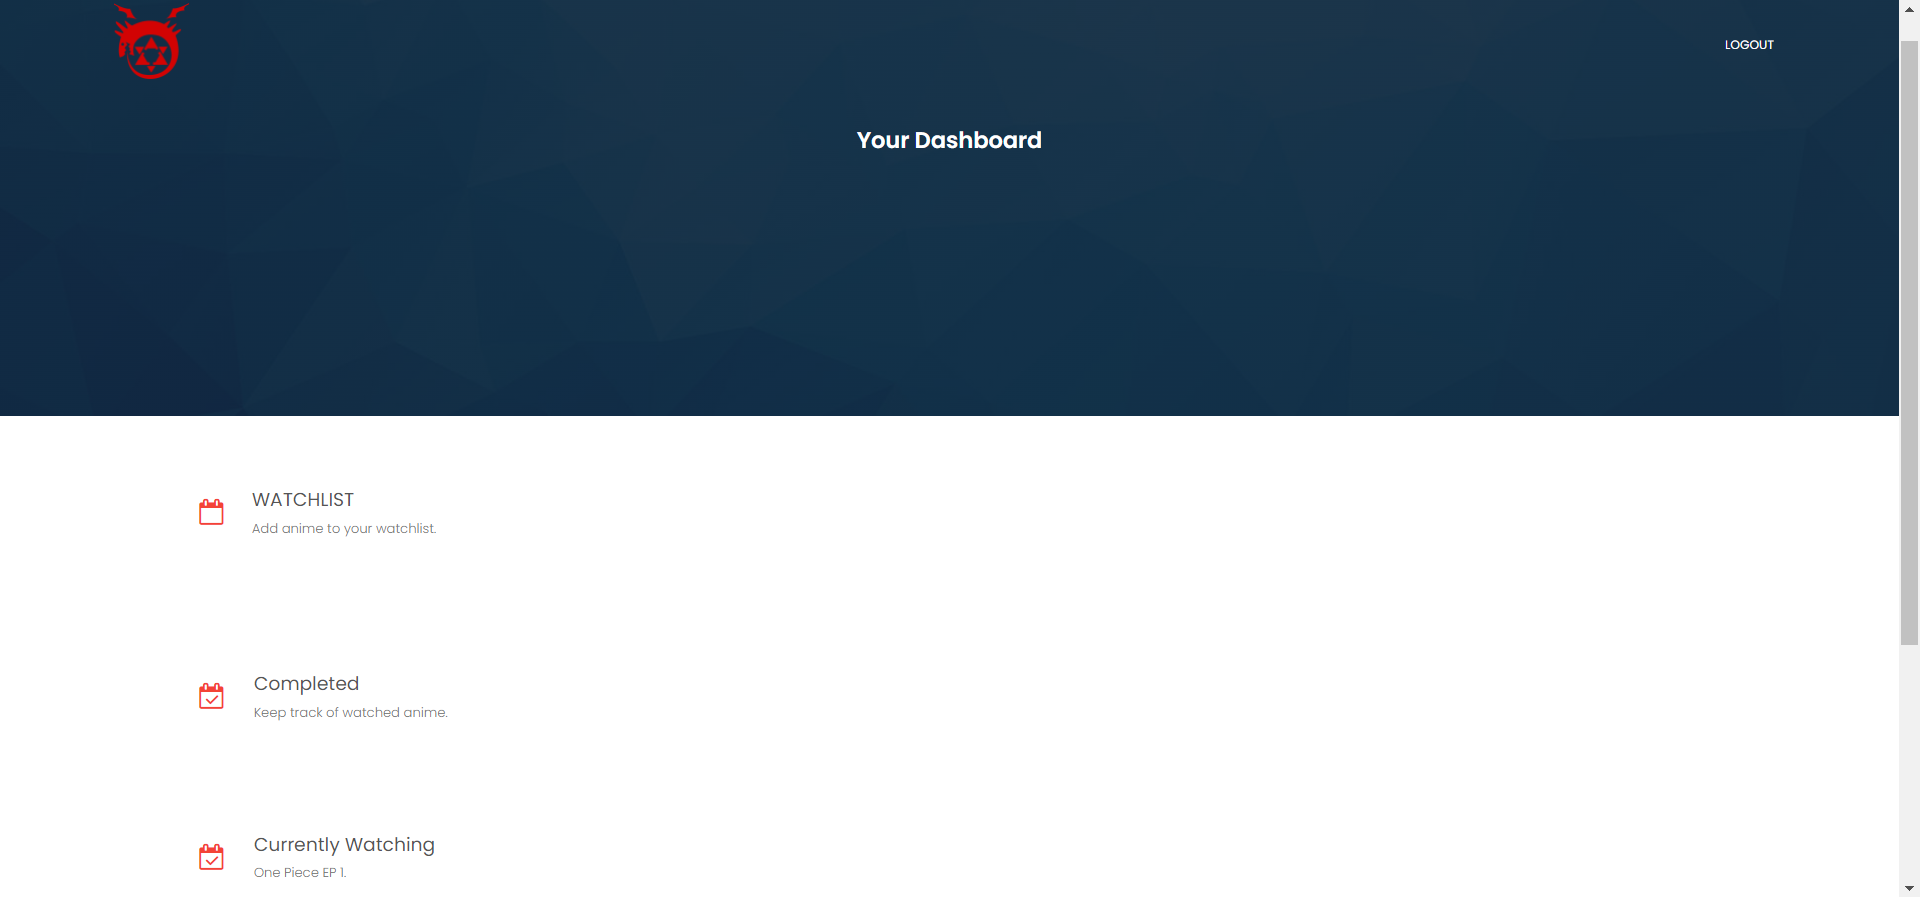 LOGOUT
Your Dashboard
WATCHLIST
Add anime to your watchlist.
Completed
Keep track of watched anime.
Currently Watching
One Piece EP 1.